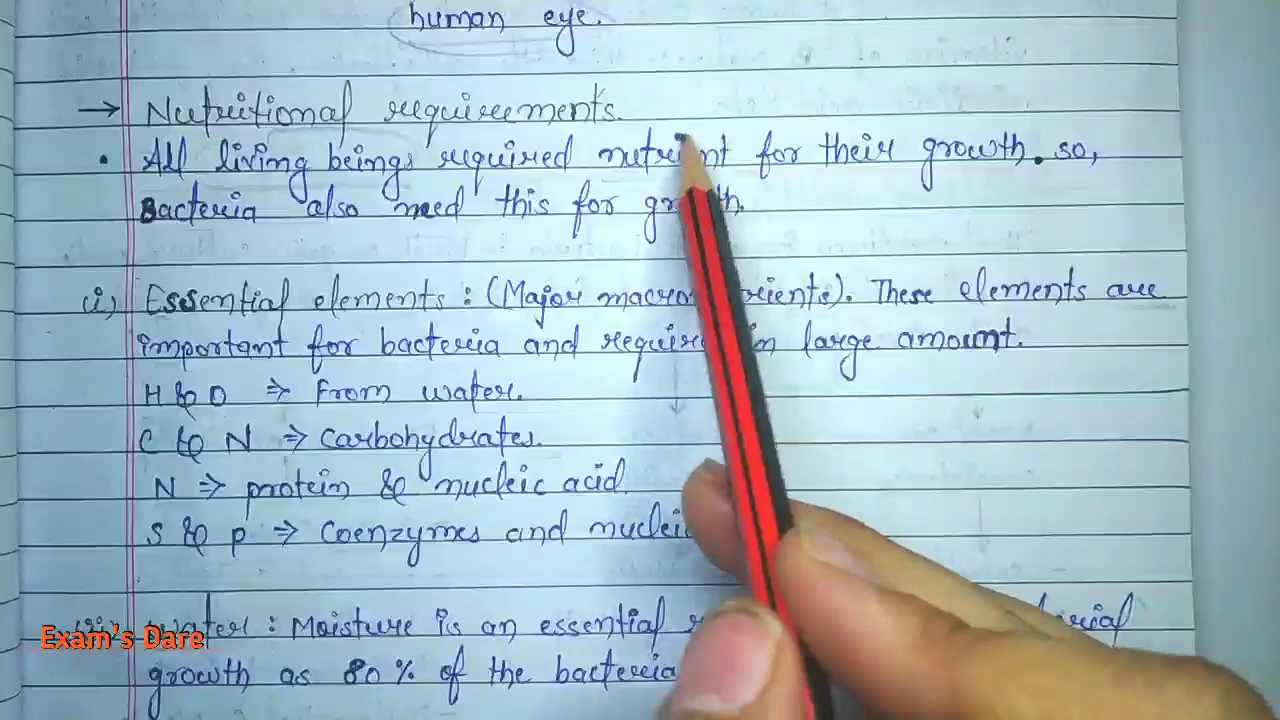 human eye.
→ Nutritional requirements.
• All living beings required nutrient for their growth. so,
Bacteria also need this for growth.
i) Essential elements : (Major macronutrients). These elements are
important for bacteria and required in large amount.
H & O ⇒ From water.
C & N ⇒ Carbohydrates.
N ⇒ protein & nucleic acid
S & P ⇒ Coenzymes and
water : Moisture is an essential
growth as 80% of the bacteria
Exam's Dare